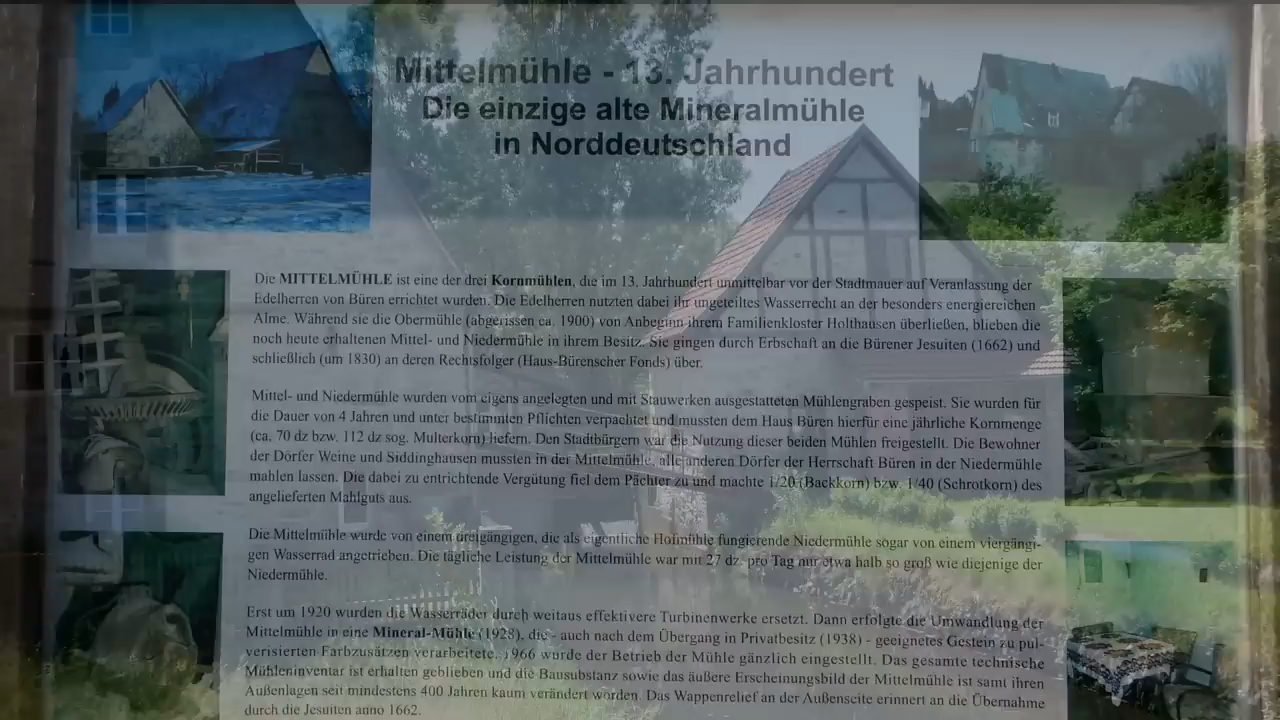 Mittelmühle - 13. Jahrhundert
Die einzige alte Mineralmühle
in Norddeutschland
Die MITTELMÜHLE ist eine der drei Kornmühlen, die im 13. Jahrhundert unmittelbar vor der Stadtmauer auf Veranlassung der
Edelherren von Büren errichtet wurden. Die Edelherren nutzten dabei ihr ungeteiltes Wasserrecht an der besonders energiereichen
Alme. Während sie die Obermühle (abgerissen ca. 1900) von Anbeginn ihrem Familienkloster Holthausen überließen, blieben die
noch heute erhaltenen Mittel- und Niedermühle in ihrem Besitz. Sie gingen durch Erbschaft an die Bürener Jesuiten (1662) und
schließlich (um 1830) an deren Rechtsfolger (Haus-Bürenscher Fonds) über.
Mittel- und Niedermühle wurden vom eigens angelegten und mit Stauwerken ausgestatteten Mühlengraben gespeist. Sie wurden für
die Dauer von 4 Jahren und unter bestimmten Pflichten verpachtet und mussten dem Haus Büren hierfür eine jährliche Kornmenge
(ca. 70 dz bzw. 112 dz sog. Multerkorn) liefern. Den Stadtbürgern war die Nutzung dieser beiden Mühlen freigestellt. Die Bewohner
der Dörfer Weine und Siddinghausen mussten in der Mittelmühle, alle anderen Dörfer der Herrschaft Büren in der Niedermühle
mahlen lassen. Die dabei zu entrichtende Vergütung fiel dem Pächter zu und machte 1/20 (Backkorn) bzw. 1/40 (Schrotkorn) des
angelieferten Mahlguts aus.
Die Mittelmühle wurde von einem dreigängigen, die als eigentliche Hofmühle fungierende Niedermühle sogar von einem viergängi-
gen Wasserrad angetrieben. Die tägliche Leistung der Mittelmühle war mit 27 dz. pro Tag nur etwa halb so groß wie diejenige der
Niedermühle.
Erst um 1920 wurden die Wasserräder durch weitaus effektivere Turbinenwerke ersetzt. Dann erfolgte die Umwandlung der
Mittelmühle in eine Mineral-Mühle (1928), die - auch nach dem Übergang in Privatbesitz (1938) - geeignetes Gestein zu pul-
verisierten Farbzusätzen verarbeitete. 1966 wurde der Betrieb der Mühle gänzlich eingestellt. Das gesamte technische
Mühleninventar ist erhalten geblieben und die Bausubstanz sowie das äußere Erscheinungsbild der Mittelmühle ist samt ihren
Außenlagen seit mindestens 400 Jahren kaum verändert worden. Das Wappenrelief an der Außenseite erinnert an die Übernahme
durch die Jesuiten anno 1662.